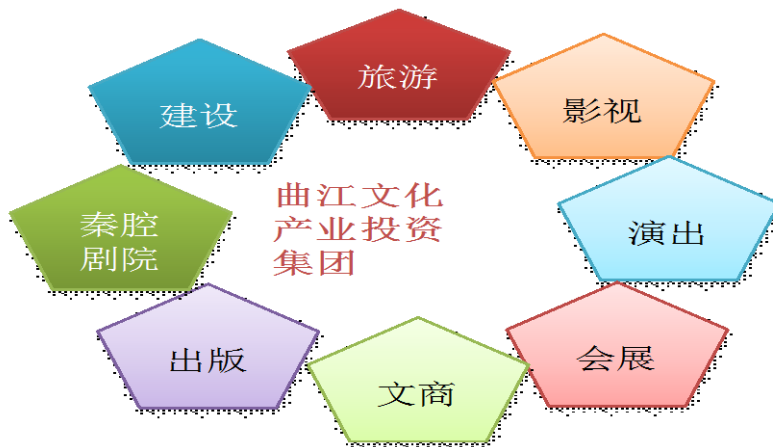 旅游
建设
影视
曲江文化
产业投资
集团
秦腔
剧院
演出
出版
文商
会展